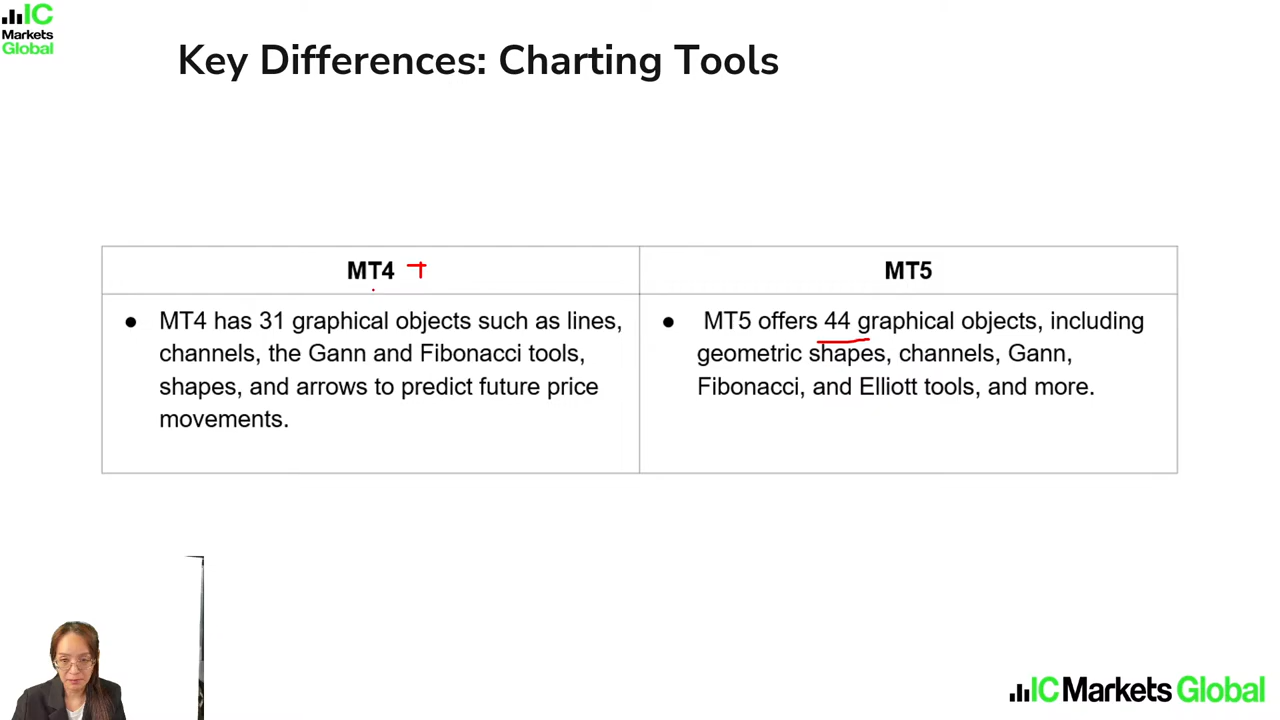 IC
Markets
Global
Key Differences: Charting Tools
MT4
MT5
● MT4 has 31 graphical objects such as lines,
channels, the Gann and Fibonacci tools,
shapes, and arrows to predict future price
movements.
● MT5 offers 44 graphical objects, including
geometric shapes, channels, Gann,
Fibonacci, and Elliott tools, and more.
IC Markets Global